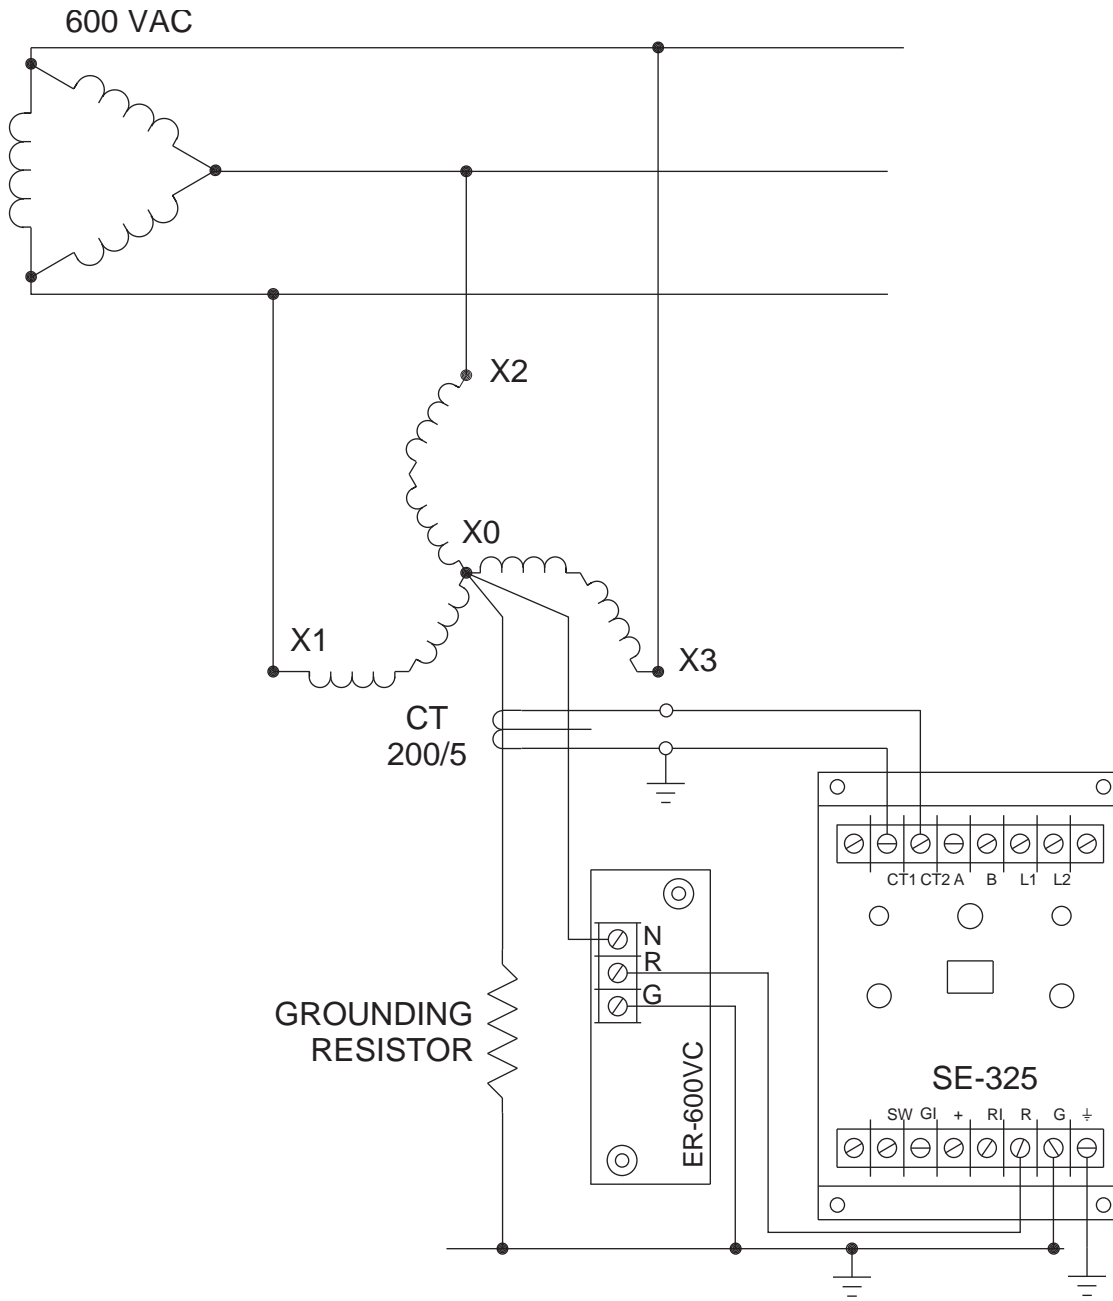 600 VAC
X2
X0
X1
X3
CT
200/5
CT1 CT2 A B L1 L2
N
R
G
GROUNDING
RESISTOR
ER-600VC
SE-325
SW GI + RI R G ⏚